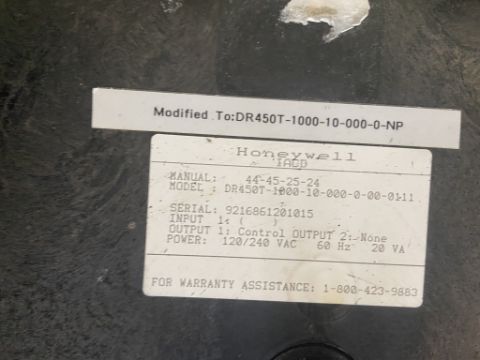 Modified To:DR450T-1000-10-000-0-NP
Honeywell
IACD
MANUAL: 44-45-25-24
MODEL : DR450T-1000-10-000-0-00-0111
SERIAL: 9216861201015
INPUT 1: ( )
OUTPUT 1: Control OUTPUT 2: None
POWER: 120/240 VAC 60 Hz 20 VA
FOR WARRANTY ASSISTANCE: 1-800-423-9883